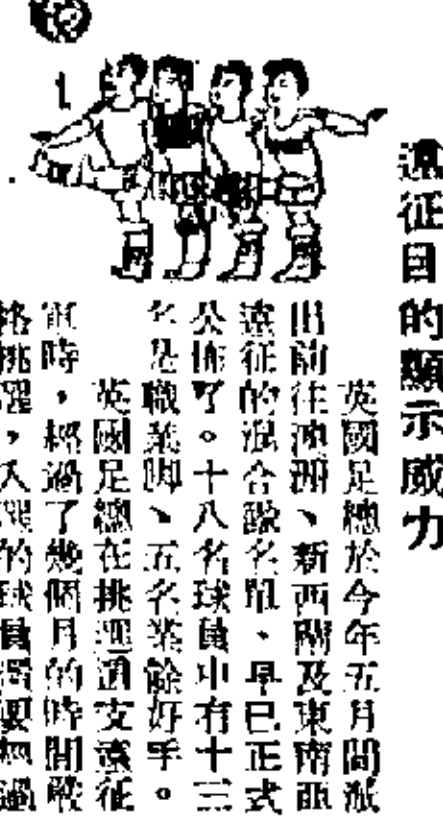 遠征目的顯示威力
英國足總於今年五月間派
出前往澳洲、新西蘭及東南亞
遠征的混合隊名單、早已正式
公佈了。十八名球員中有十三
名是職業脚、五名業餘好手。
英國足總在挑選這支遠征
軍時，經過了幾個月的時間嚴
格挑選，入選的球員還要經過
1